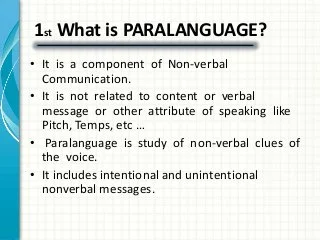 1st What is PARALANGUAGE?
• It is a component of Non-verbal
Communication.
• It is not related to content or verbal
message or other attribute of speaking like
Pitch, Temps, etc ...
• Paralanguage is study of non-verbal clues of
the voice.
• It includes intentional and unintentional
nonverbal messages.